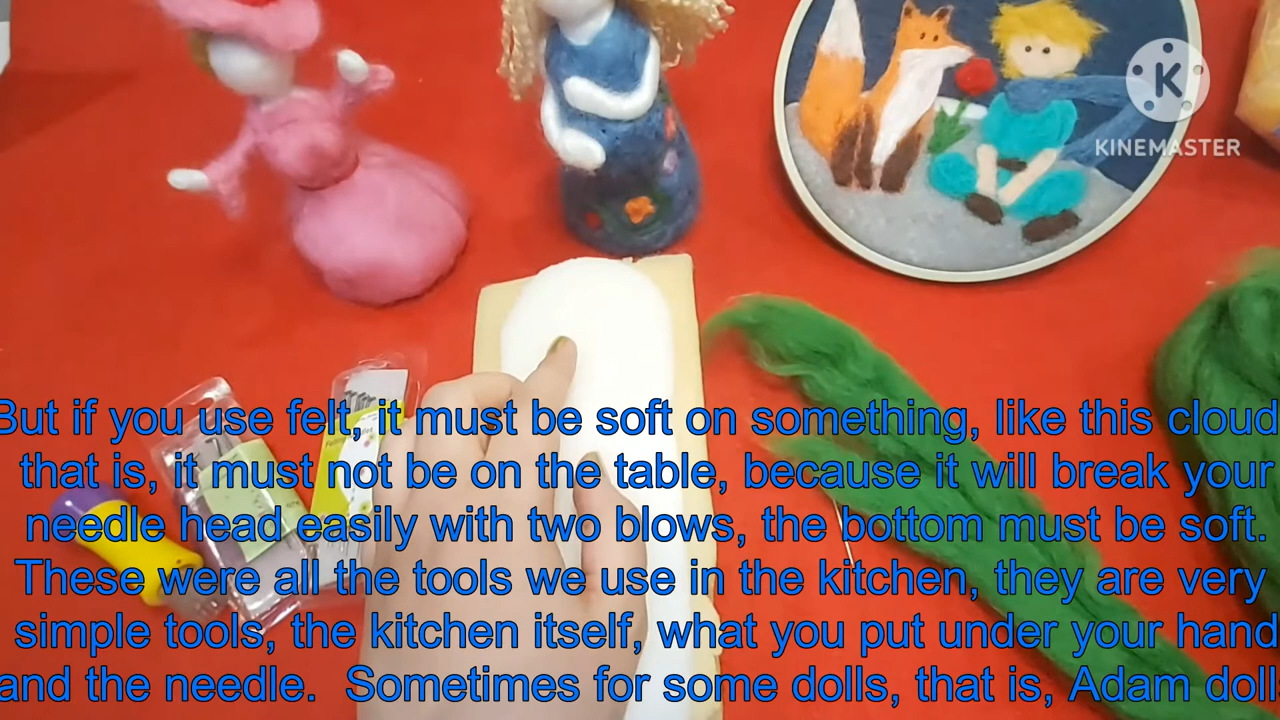 K
KINEMASTER
But if you use felt, it must be soft on something, like this cloud
that is, it must not be on the table, because it will break your
needle head easily with two blows, the bottom must be soft.
These were all the tools we use in the kitchen, they are very
simple tools, the kitchen itself, what you put under your hand
and the needle. Sometimes for some dolls, that is, Adam doll